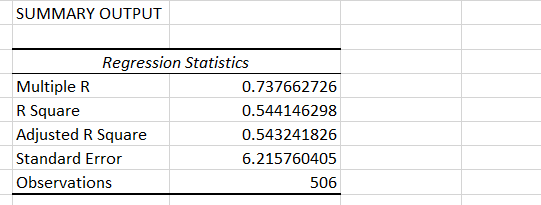 SUMMARY OUTPUT
Regression Statistics
Multiple R 0.737662726
R Square 0.544146298
Adjusted R Square 0.543241826
Standard Error 6.215760405
Observations 506